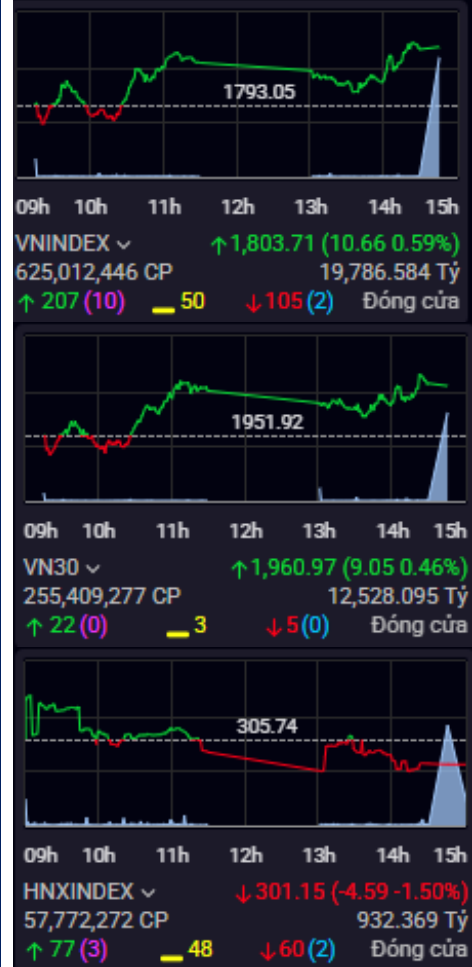 1793.05
09h 10h 11h 12h 13h 14h 15h
VNINDEX ↑1,803.71 (10.66 0.59%)
625,012,446 CP 19,786.584 Tỷ
↑ 207 (10) 50 ↓105 (2) Đóng cửa
1951.92
09h 10h 11h 12h 13h 14h 15h
VN30 ↑1,960.97 (9.05 0.46%)
255,409,277 CP 12,528.095 Tỷ
↑ 22 (0) 3 ↓5 (0) Đóng cửa
305.74
09h 10h 11h 12h 13h 14h 15h
HNXINDEX ↓301.15 (-4.59 -1.50%)
57,772,272 CP 932.369 Tỷ
↑ 77 (3) 48 ↓60 (2) Đóng cửa